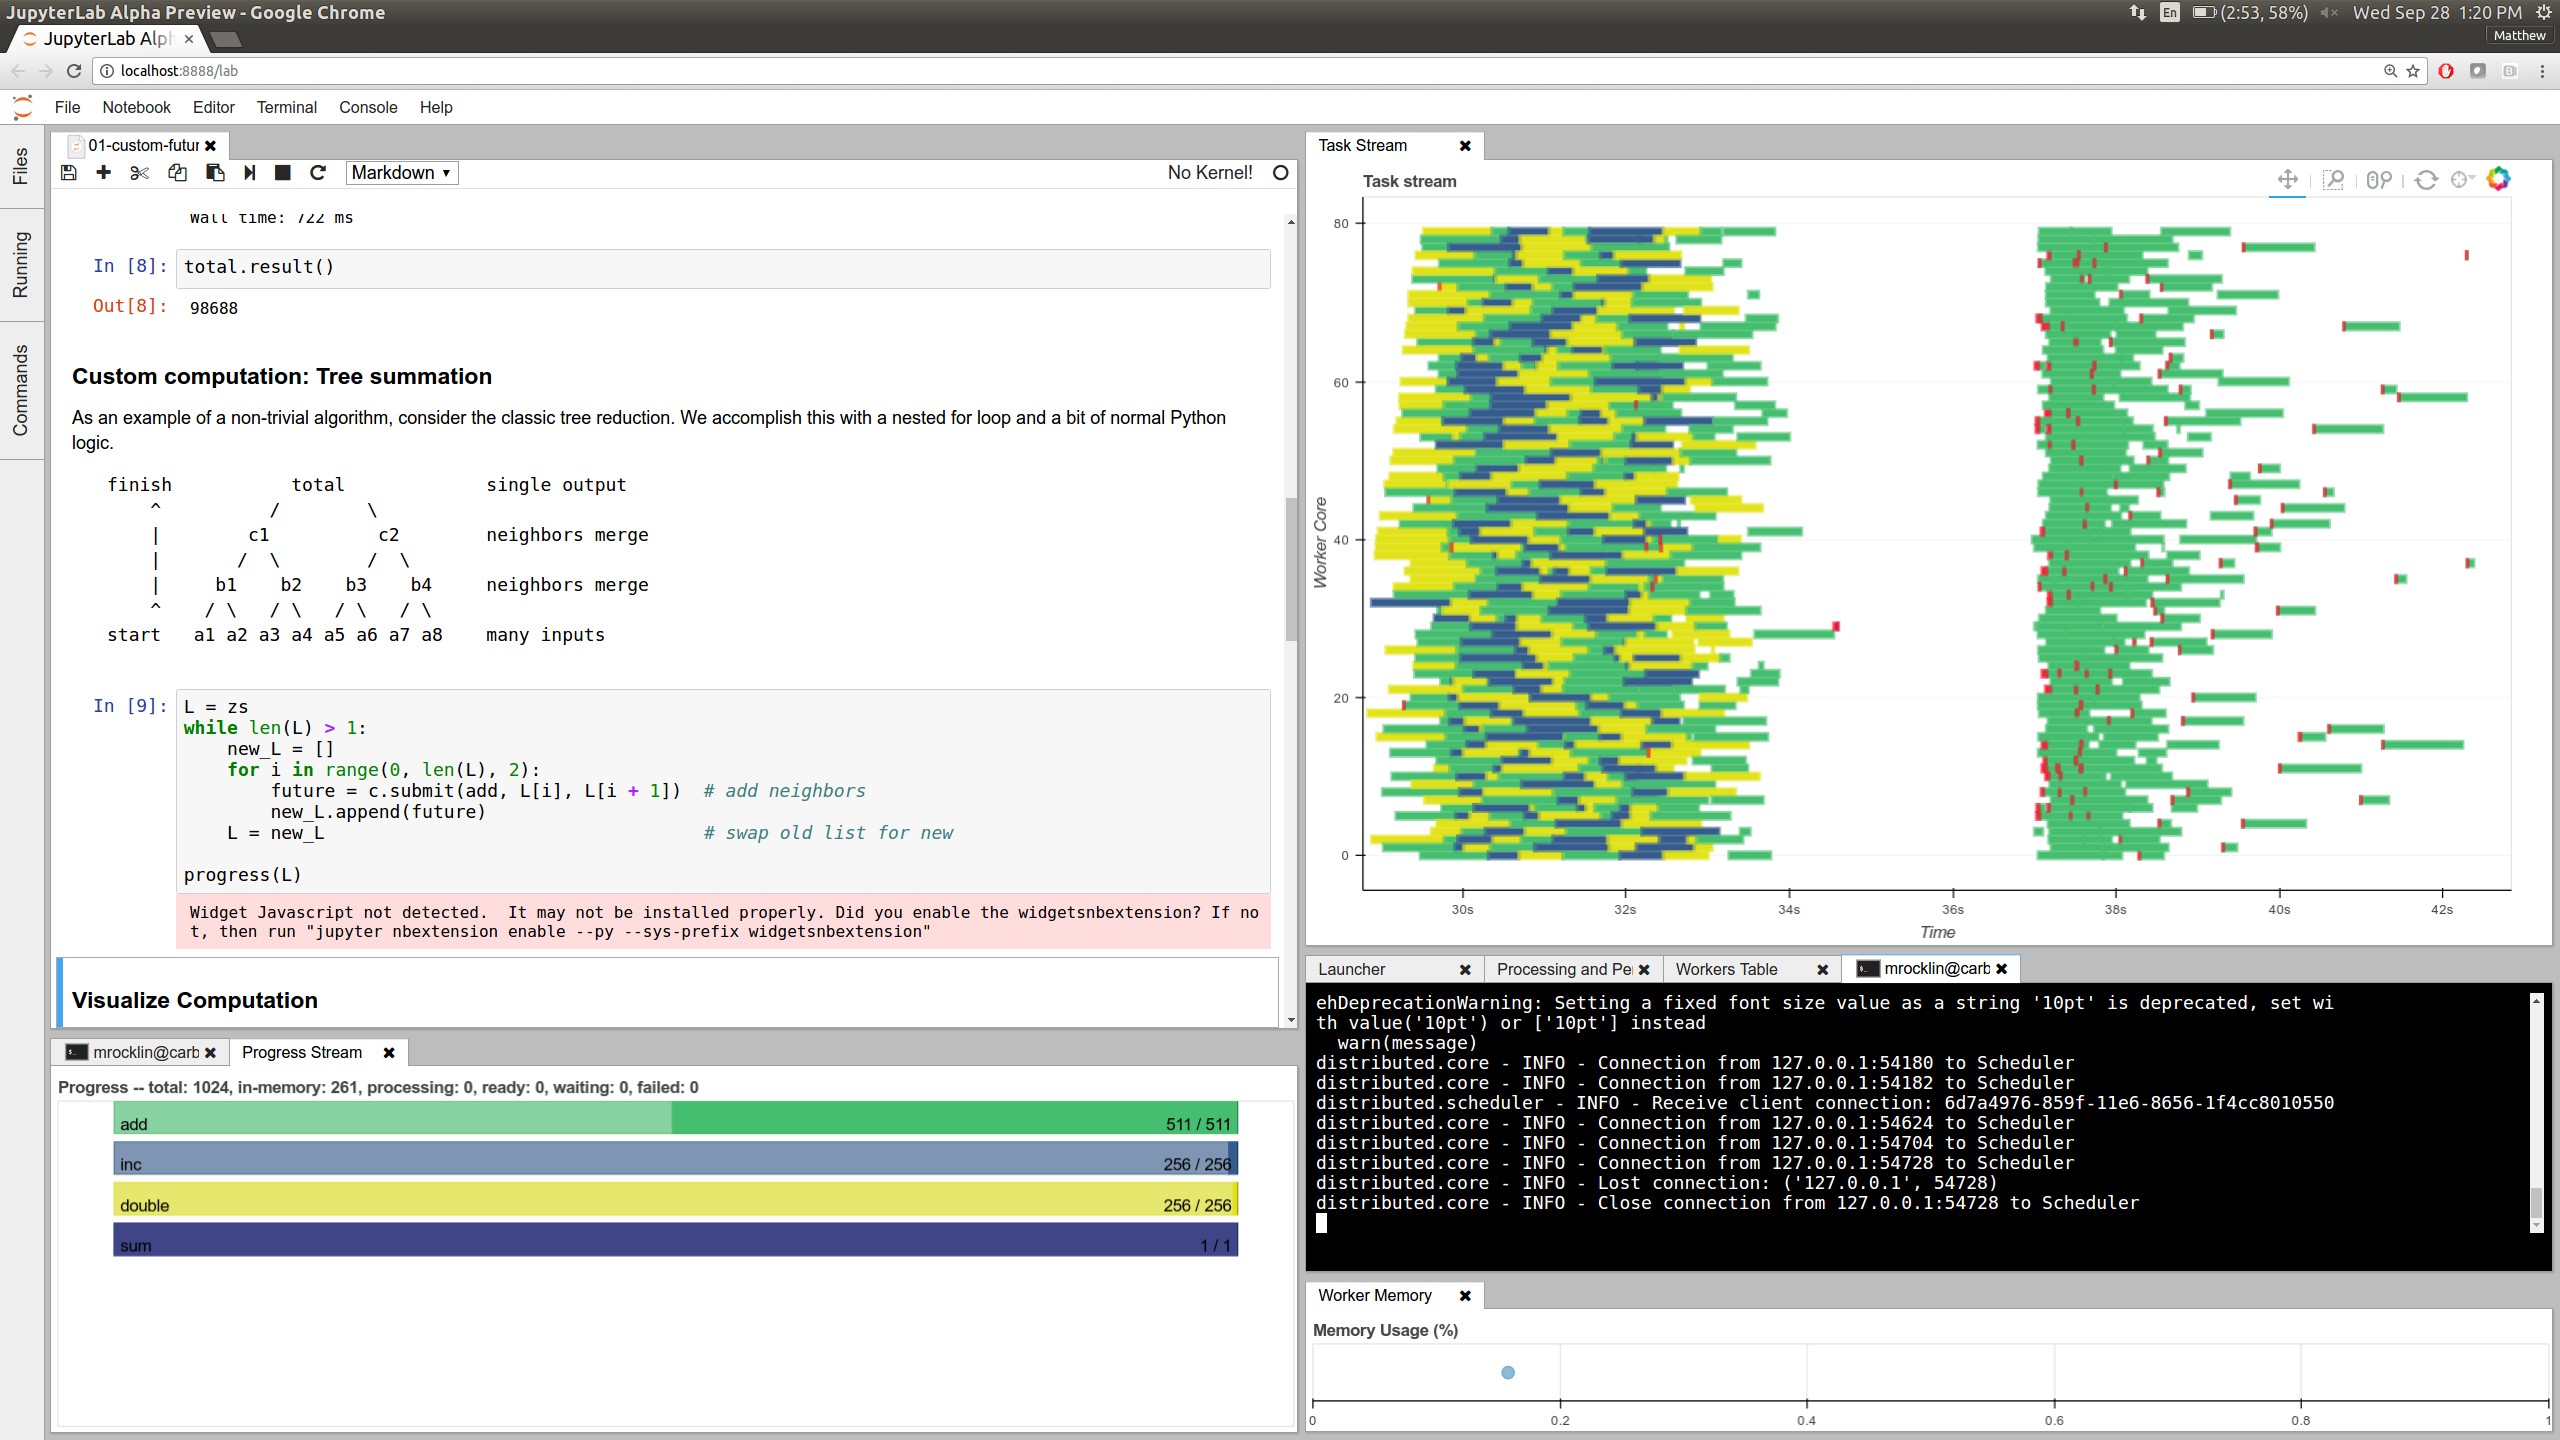 JupyterLab Alpha Preview - Google Chrome
En (2:53, 58%) Wed Sep 28 1:20 PM
JupyterLab Alph
Matthew
localhost:8888/lab
File Notebook Editor Terminal Console Help
Files
Running
Commands
01-custom-futur
Markdown
No Kernel!
Wall time: 722 ms
In [8]: total.result()
Out[8]: 98688
Custom computation: Tree summation
As an example of a non-trivial algorithm, consider the classic tree reduction. We accomplish this with a nested for loop and a bit of normal Python
logic.
finish total single output
^ / \
| c1 c2 neighbors merge
| / \ / \
| b1 b2 b3 b4 neighbors merge
^ / \ / \ / \ / \
start a1 a2 a3 a4 a5 a6 a7 a8 many inputs
In [9]: L = zs
while len(L) > 1:
new_L = []
for i in range(0, len(L), 2):
future = c.submit(add, L[i], L[i + 1]) # add neighbors
new_L.append(future)
L = new_L # swap old list for new
progress(L)
Widget Javascript not detected. It may not be installed properly. Did you enable the widgetsnbextension? If no
t, then run "jupyter nbextension enable --py --sys-prefix widgetsnbextension"
Visualize Computation
mrocklin@carb Progress Stream
Progress -- total: 1024, in-memory: 261, processing: 0, ready: 0, waiting: 0, failed: 0
add 511 / 511
inc 256 / 256
double 256 / 256
sum 1 / 1
Task Stream
Task stream
80
60
40
20
0
Worker Core
30s 32s 34s 36s 38s 40s 42s
Time
Launcher Processing and Pe Workers Table mrocklin@carb
ehDeprecationWarning: Setting a fixed font size value as a string '10pt' is deprecated, set wi
th value('10pt') or ['10pt'] instead
warn(message)
distributed.core - INFO - Connection from 127.0.0.1:54180 to Scheduler
distributed.core - INFO - Connection from 127.0.0.1:54182 to Scheduler
distributed.scheduler - INFO - Receive client connection: 6d7a4976-859f-11e6-8656-1f4cc8010550
distributed.core - INFO - Connection from 127.0.0.1:54624 to Scheduler
distributed.core - INFO - Connection from 127.0.0.1:54704 to Scheduler
distributed.core - INFO - Connection from 127.0.0.1:54728 to Scheduler
distributed.core - INFO - Lost connection: ('127.0.0.1', 54728)
distributed.core - INFO - Close connection from 127.0.0.1:54728 to Scheduler
Worker Memory
Memory Usage (%)
0 0.2 0.4 0.6 0.8 1